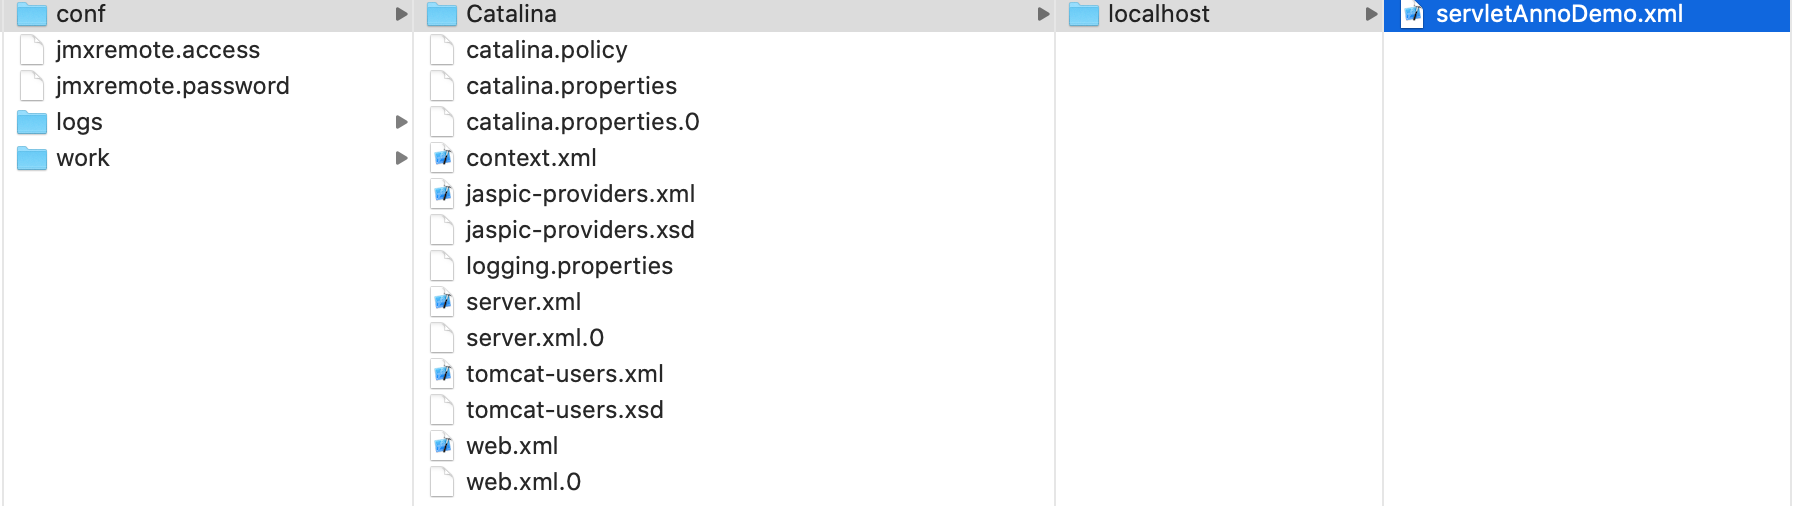 conf
jmxremote.access
jmxremote.password
logs
work
Catalina
catalina.policy
catalina.properties
catalina.properties.0
context.xml
jaspic-providers.xml
jaspic-providers.xsd
logging.properties
server.xml
server.xml.0
tomcat-users.xml
tomcat-users.xsd
web.xml
web.xml.0
localhost
servletAnnoDemo.xml